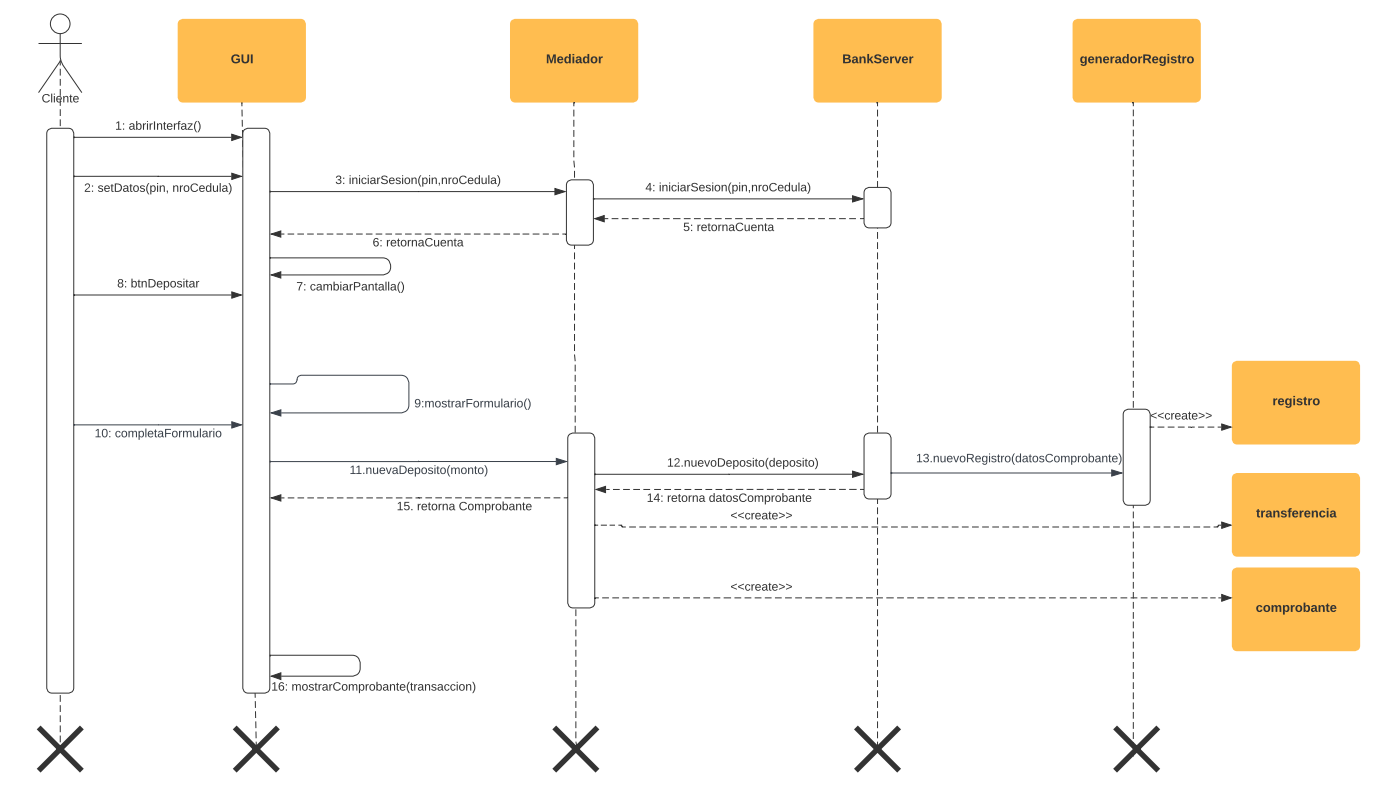 Cliente
GUI
Mediador
BankServer
generadorRegistro
1: abrirInterfaz()
2: setDatos(pin, nroCedula)
3: iniciarSesion(pin,nroCedula)
4: iniciarSesion(pin,nroCedula)
5: retornaCuenta
6: retornaCuenta
7: cambiarPantalla()
8: btnDepositar
9:mostrarFormulario()
10: completaFormulario
<<create>>
registro
11.nuevaDeposito(monto)
12.nuevoDeposito(deposito)
13.nuevoRegistro(datosComprobante)
14: retorna datosComprobante
15. retorna Comprobante
<<create>>
transferencia
<<create>>
comprobante
16: mostrarComprobante(transaccion)